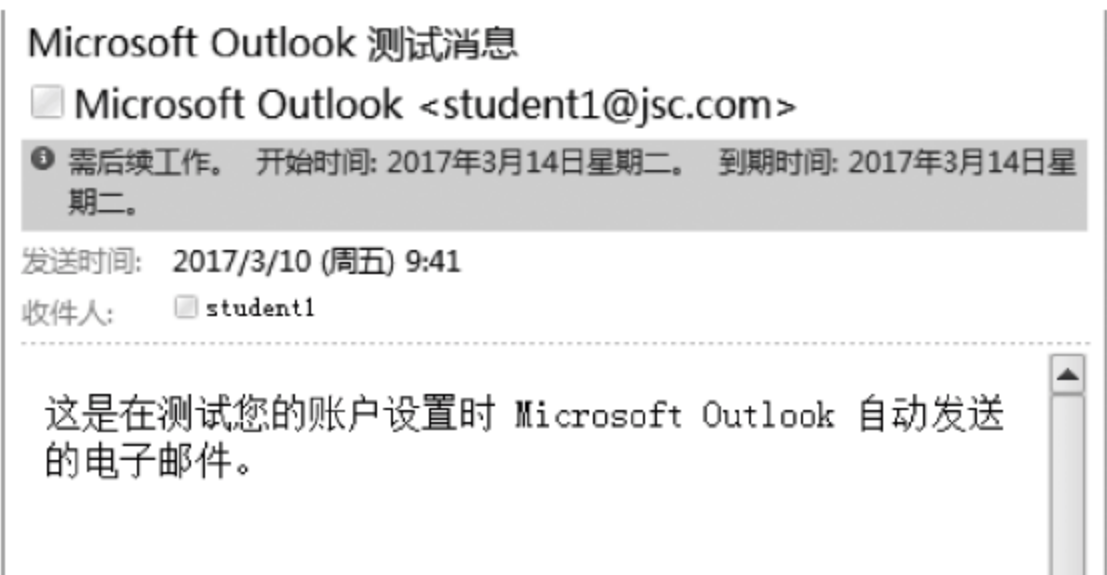 Microsoft Outlook 测试消息
Microsoft Outlook <student1@jsc.com>
需后续工作。 开始时间: 2017年3月14日星期二。 到期时间: 2017年3月14日星
期二。
发送时间: 2017/3/10 (周五) 9:41
收件人: student1
这是在测试您的账户设置时 Microsoft Outlook 自动发送
的电子邮件。